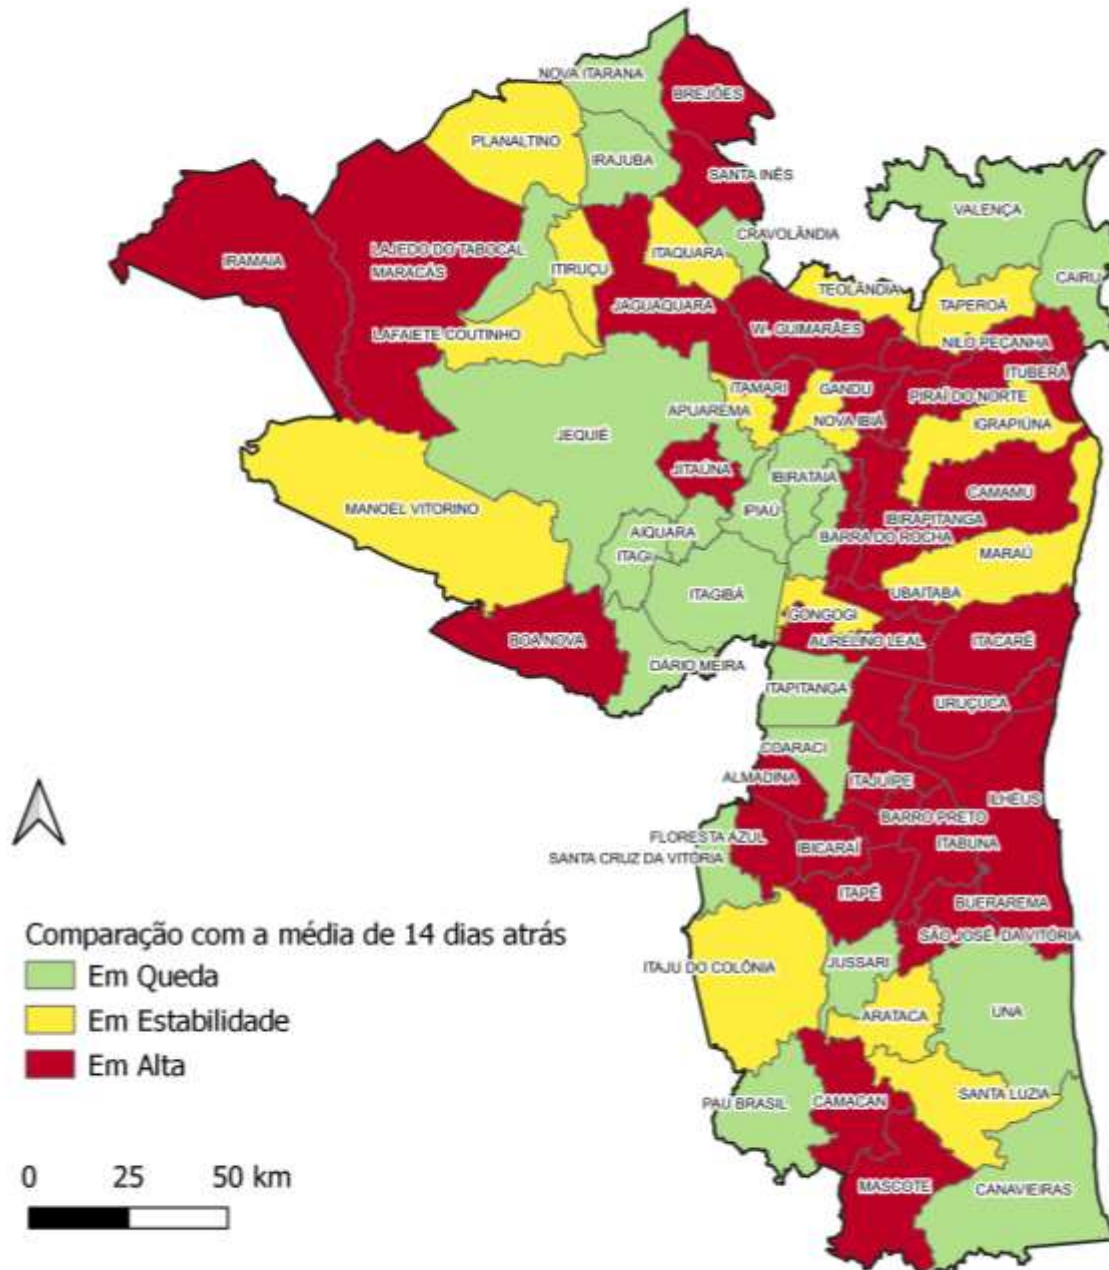 NOVA ITARANA
BREJÕES
PLANALTINO
IRAJUBA
SANTA INÊS
VALENÇA
CRAVOLÂNDIA
LAJEDO DO TABOCAL
ITAQUARA
IRAMAIA
ITIRUÇU
MARACÁS
CAIRU
TEOLÂNDIA
TAPEROÁ
JAGUAQUARA
W. GUIMARÃES
LAFAIETE COUTINHO
NILO PEÇANHA
ITUBERÁ
ITAMARI
GANDU
PIRAÍ DO NORTE
APUAREMA
NOVA IBIÁ
IGRAPIÚNA
JEQUIÉ
JITAÚNA
IBIRATAIA
CAMAMU
MANOEL VITORINO
IPIAÚ
IBIRAPITANGA
AIQUARA
BARRA DO ROCHA
ITAGI
MARAÚ
ITAGIBÁ
UBAITABA
GONGOGI
BOA NOVA
AURELINO LEAL
ITACARÉ
DÁRIO MEIRA
ITAPITANGA
URUÇUCA
COARACI
ALMADINA
ITAJUÍPE
ILHÉUS
BARRO PRETO
FLORESTA AZUL
IBICARAÍ
ITABUNA
SANTA CRUZ DA VITÓRIA
ITAPÉ
BUERAREMA
SÃO JOSÉ DA VITÓRIA
ITAJU DO COLÔNIA
JUSSARI
ARATACA
UNA
SANTA LUZIA
PAU BRASIL
CAMACAN
MASCOTE
CANAVIEIRAS
Comparação com a média de 14 dias atrás
Em Queda
Em Estabilidade
Em Alta
0 25 50 km